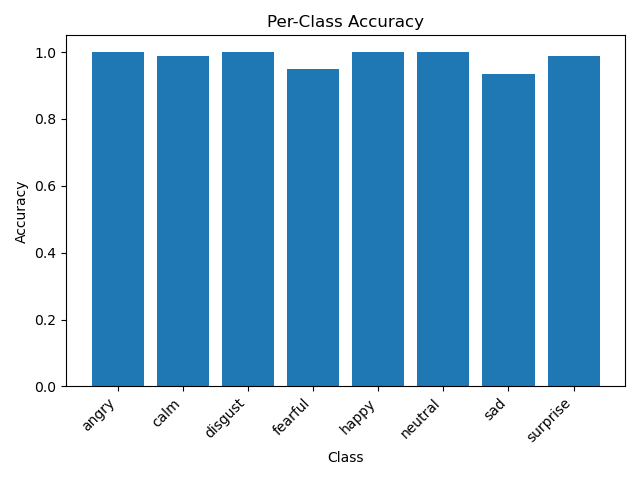 Per-Class Accuracy
Accuracy
1.0
0.8
0.6
0.4
0.2
0.0
angry
calm
disgust
fearful
happy
neutral
sad
surprise
Class